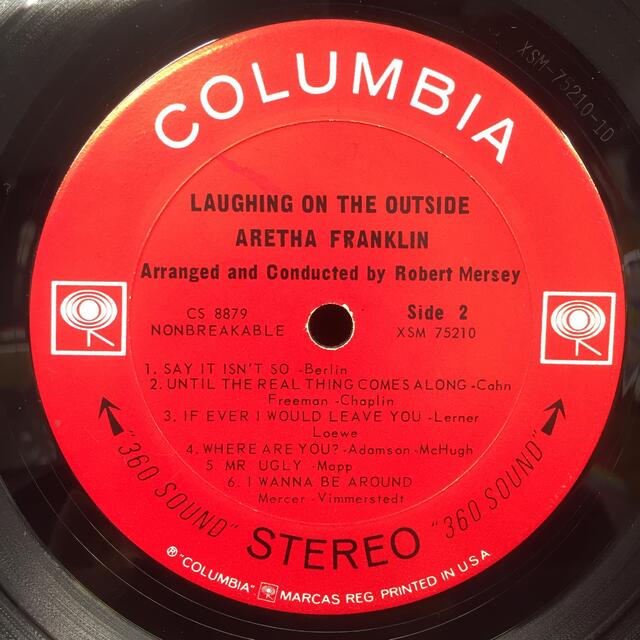 COLUMBIA
XSM-75210-1D
LAUGHING ON THE OUTSIDE
ARETHA FRANKLIN
Arranged and Conducted by Robert Mersey
CS 8879
NONBREAKABLE
Side 2
XSM 75210
1. SAY IT ISN'T SO -Berlin
2. UNTIL THE REAL THING COMES ALONG -Cahn
Freeman -Chaplin
3. IF EVER I WOULD LEAVE YOU -Lerner
Loewe
4. WHERE ARE YOU? -Adamson -McHugh
5 MR UGLY -Mapp
6. I WANNA BE AROUND
Mercer -Vimmerstedt
"360 SOUND"
STEREO
"360 SOUND"
® "COLUMBIA" MARCAS REG. PRINTED IN U.S.A.